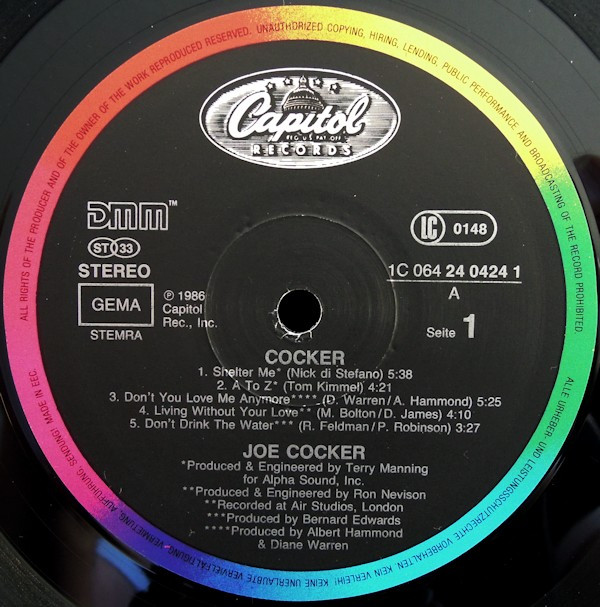 ALL RIGHTS OF THE PRODUCER AND OF THE OWNER OF THE WORK REPRODUCED RESERVED. UNAUTHORIZED COPYING, HIRING, LENDING, PUBLIC PERFORMANCE AND BROADCASTING OF THE RECORD PROHIBITED.
Capitol
REG. U.S. PAT. OFF.
RECORDS
DMM™
ST 33
STEREO
GEMA
STEMRA
℗ 1986
Capitol
Rec., Inc.
LC 0148
1C 064 24 0424 1
A
Seite 1
COCKER
1. Shelter Me* (Nick di Stefano) 5:38
2. A To Z* (Tom Kimmel) 4:21
3. Don't You Love Me Anymore**** (D. Warren/A. Hammond) 5:25
4. Living Without Your Love** (M. Bolton/D. James) 4:10
5. Don't Drink The Water*** (R. Feldman/P. Robinson) 3:27
JOE COCKER
*Produced & Engineered by Terry Manning
for Alpha Sound, Inc.
**Produced & Engineered by Ron Nevison
**Recorded at Air Studios, London
***Produced by Bernard Edwards
****Produced by Albert Hammond
& Diane Warren
ALLE URHEBER- UND LEISTUNGSSCHUTZRECHTE VORBEHALTEN. KEIN VERLEIH! KEINE UNERLAUBTE VERVIELFÄLTIGUNG, VERMIETUNG, AUFFÜHRUNG, SENDUNG! MADE IN EEC.